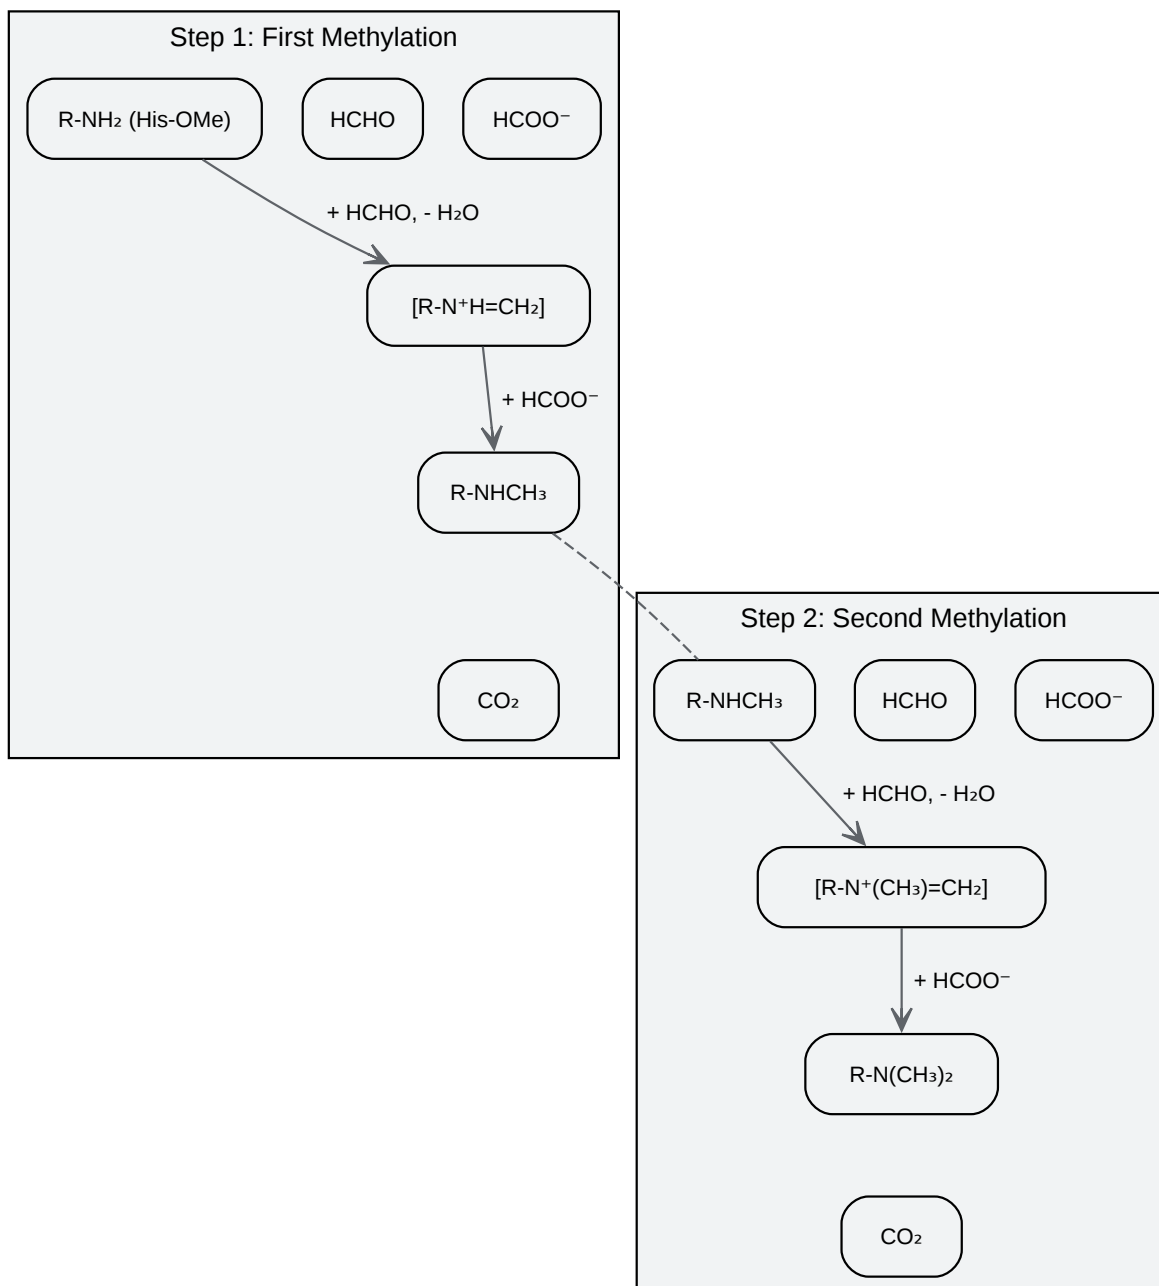 Step 1: First Methylation
R-NH₂ (His-OMe)
HCHO
HCOO⁻
+ HCHO, - H₂O
[R-N⁺H=CH₂]
+ HCOO⁻
R-NHCH₃
CO₂
Step 2: Second Methylation
R-NHCH₃
HCHO
HCOO⁻
+ HCHO, - H₂O
[R-N⁺(CH₃)=CH₂]
+ HCOO⁻
R-N(CH₃)₂
CO₂